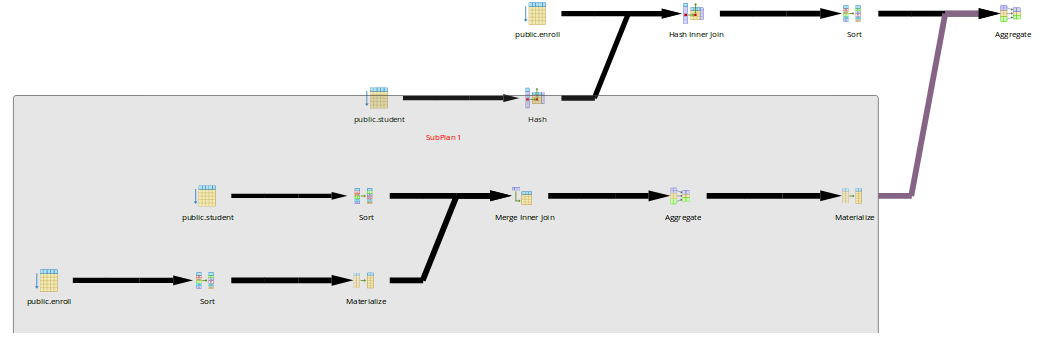 public.enroll
Hash Inner Join
Sort
Aggregate
public.student
Hash
SubPlan 1
public.student
Sort
Merge Inner Join
Aggregate
Materialize
public.enroll
Sort
Materialize